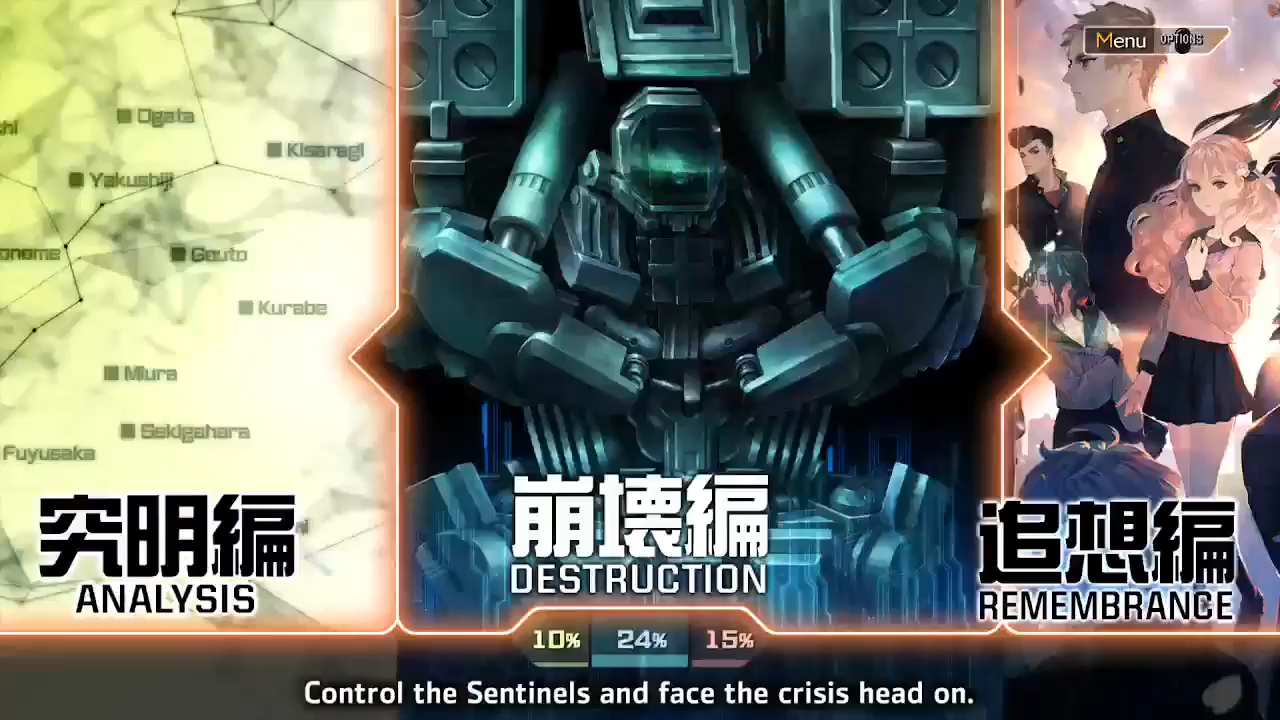 Menu OPTIONS
Ogata
Kisaragi
Yakushiji
Gouto
Kurabe
Miura
Sekigahara
Fuyusaka
究明編
ANALYSIS
崩壊編
DESTRUCTION
追想編
REMEMBRANCE
10% 24% 15%
Control the Sentinels and face the crisis head on.